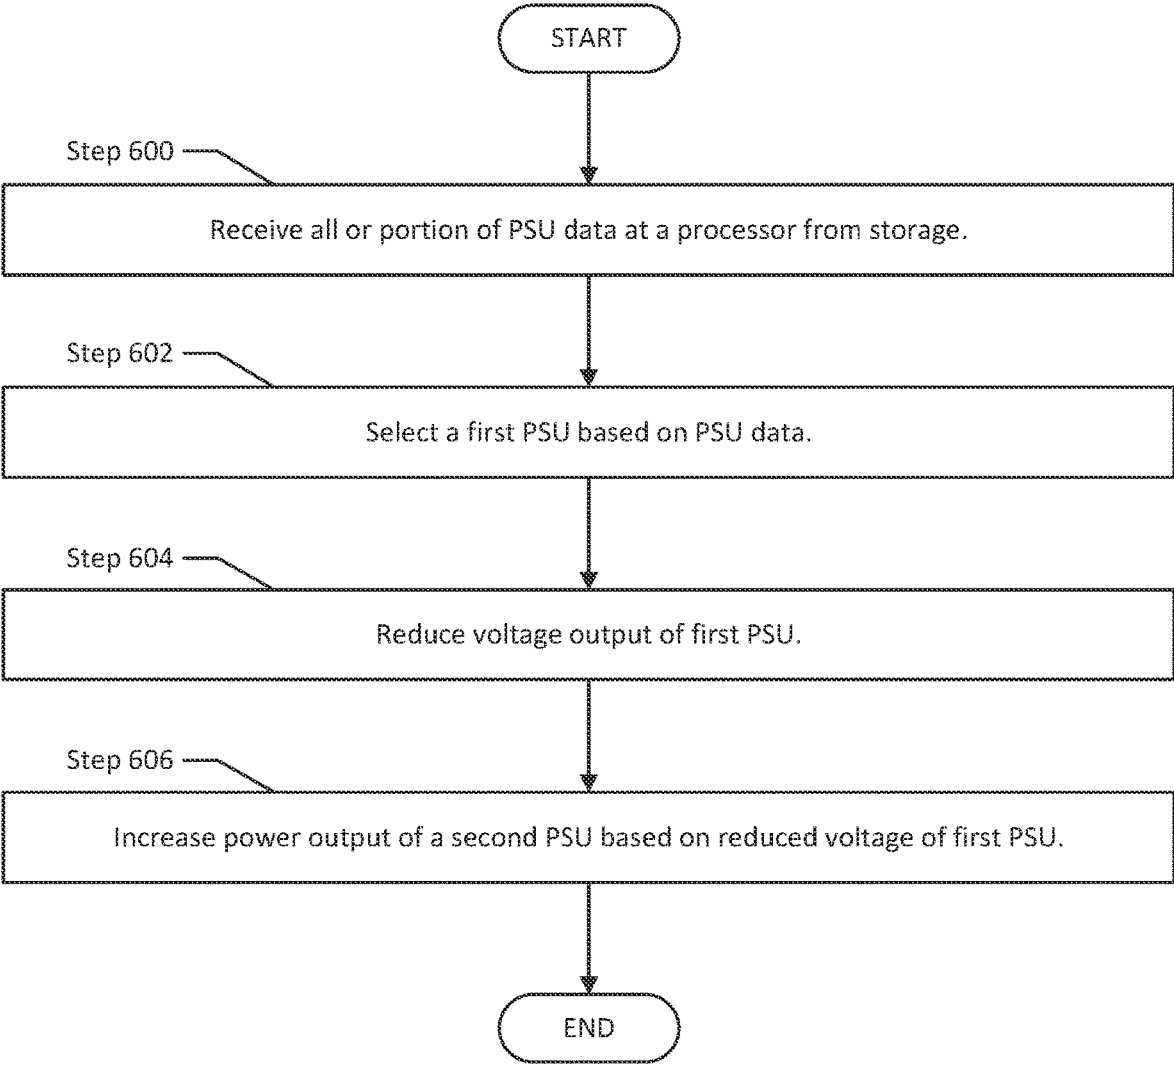 START
Step 600
Receive all or portion of PSU data at a processor from storage.
Step 602
Select a first PSU based on PSU data.
Step 604
Reduce voltage output of first PSU.
Step 606
Increase power output of a second PSU based on reduced voltage of first PSU.
END